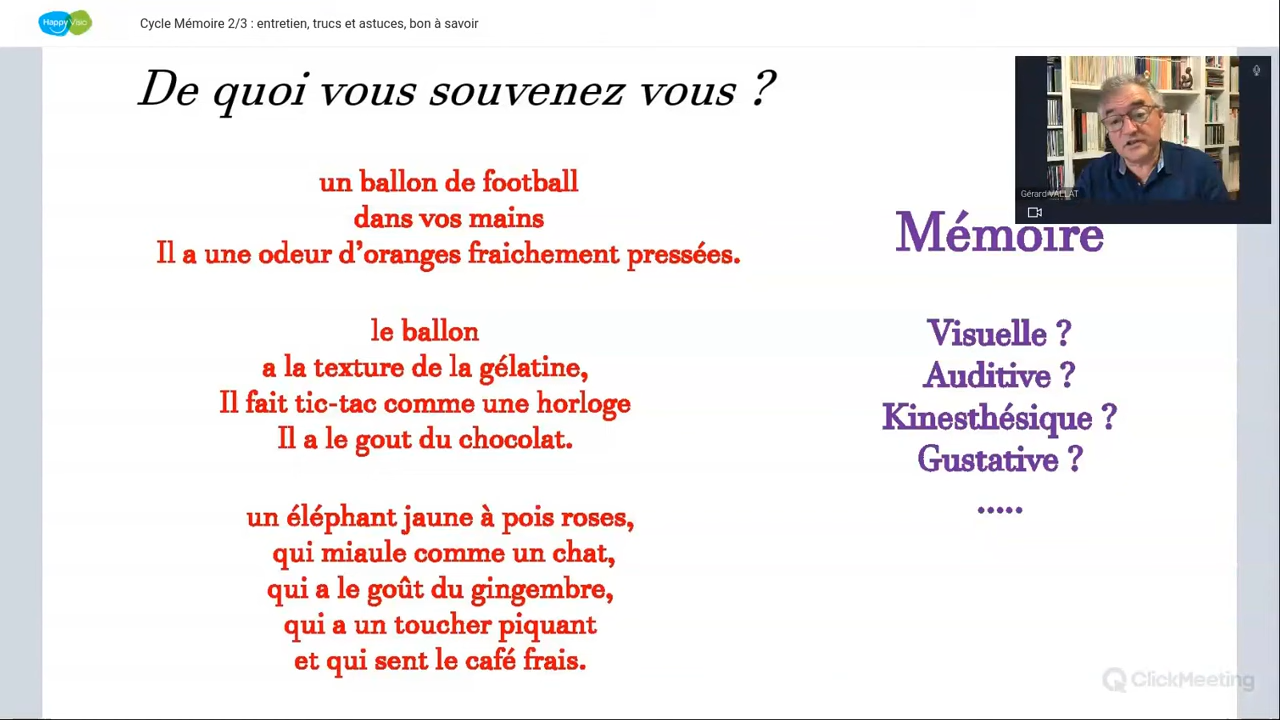 Happy Visio
Cycle Mémoire 2/3 : entretien, trucs et astuces, bon à savoir
De quoi vous souvenez vous ?
un ballon de football
dans vos mains
Il a une odeur d’oranges fraichement pressées.
le ballon
a la texture de la gélatine,
Il fait tic-tac comme une horloge
Il a le gout du chocolat.
un éléphant jaune à pois roses,
qui miaule comme un chat,
qui a le goût du gingembre,
qui a un toucher piquant
et qui sent le café frais.
Gérard VALLAT
Mémoire
Visuelle ?
Auditive ?
Kinesthésique ?
Gustative ?
.....
ClickMeeting